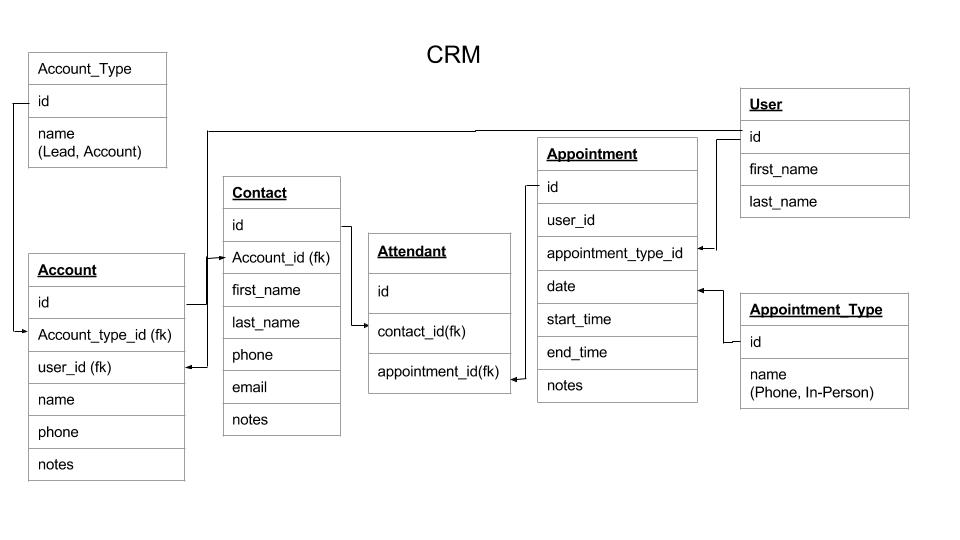 CRM
Account_Type
id
name
(Lead, Account)
Account
id
Account_type_id (fk)
user_id (fk)
name
phone
notes
Contact
id
Account_id (fk)
first_name
last_name
phone
email
notes
Attendant
id
contact_id(fk)
appointment_id(fk)
Appointment
id
user_id
appointment_type_id
date
start_time
end_time
notes
User
id
first_name
last_name
Appointment_Type
id
name
(Phone, In-Person)